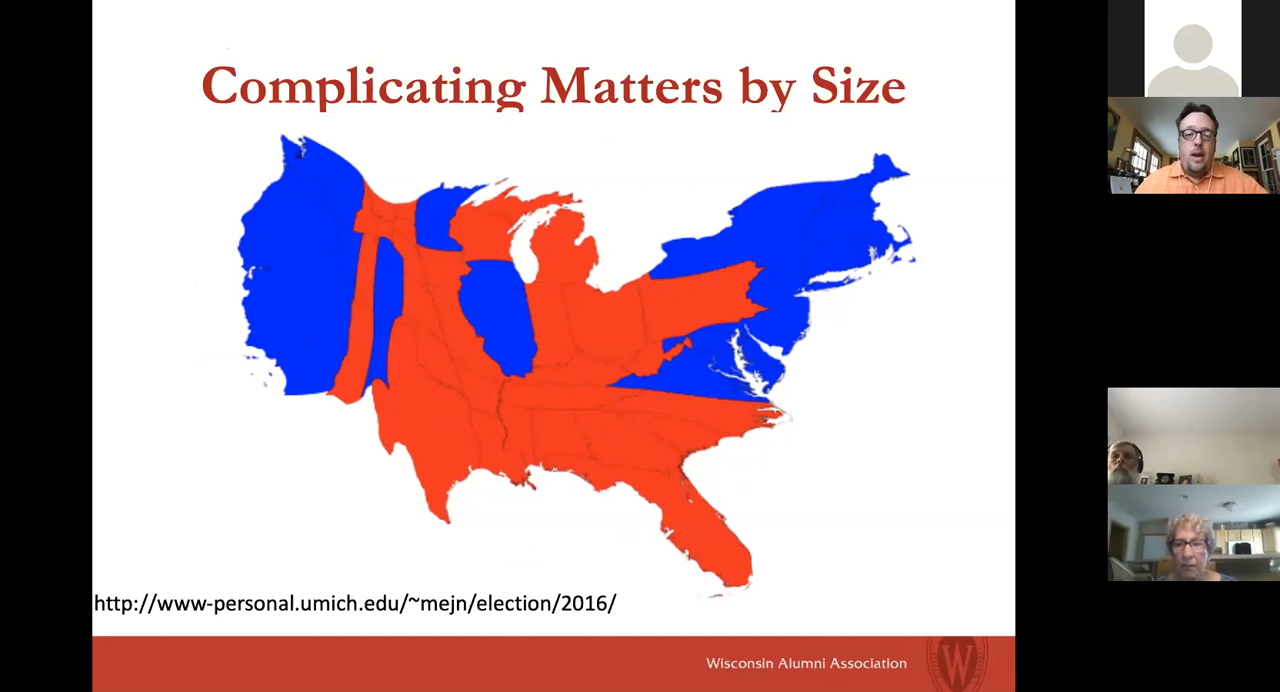 Complicating Matters by Size
http://www-personal.umich.edu/~mejn/election/2016/
Wisconsin Alumni Association
W